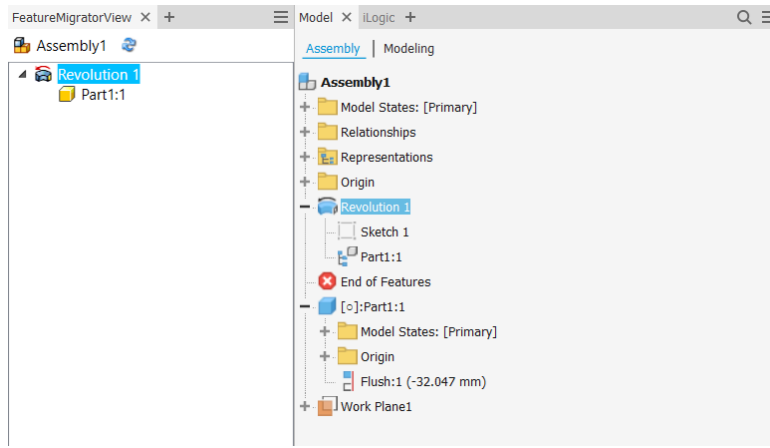 FeatureMigratorView
Assembly1
Revolution 1
Part1:1
Model
iLogic
Assembly | Modeling
Assembly1
Model States: [Primary]
Relationships
Representations
Origin
Revolution 1
Sketch 1
Part1:1
End of Features
[○]:Part1:1
Model States: [Primary]
Origin
Flush:1 (-32.047 mm)
Work Plane1